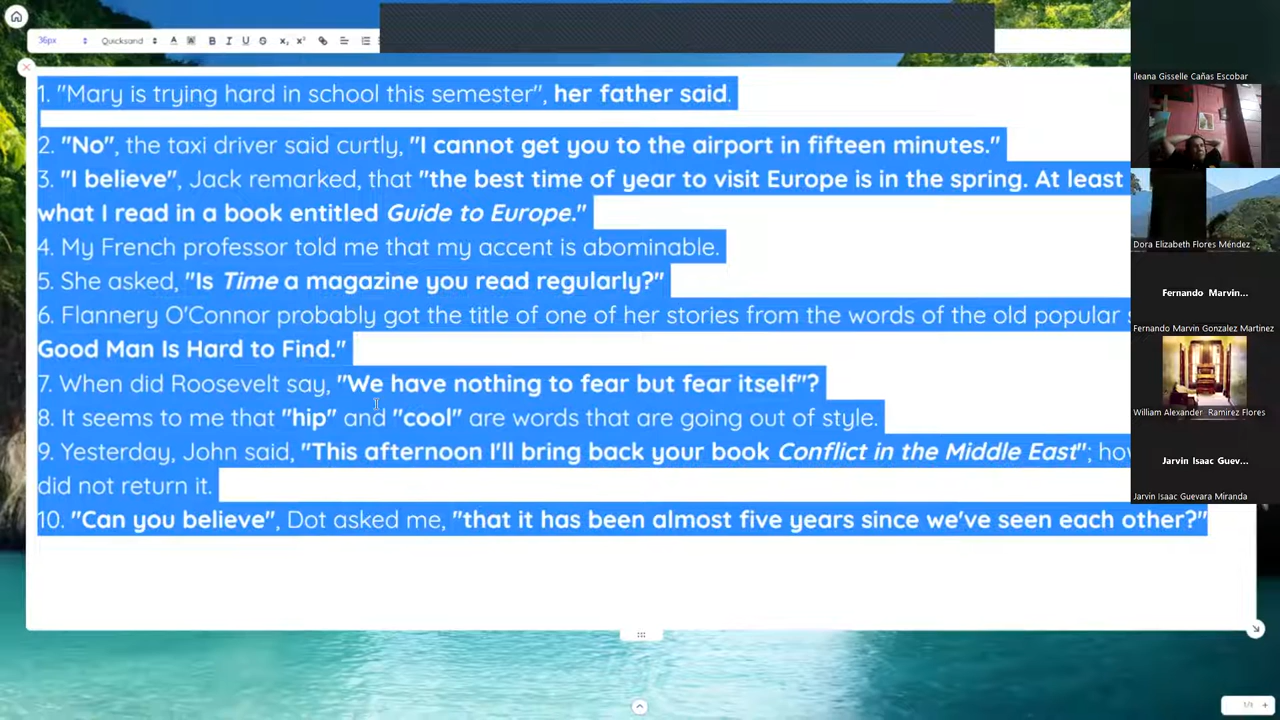 36px Quicksand A B I U S x₂ x²
1. "Mary is trying hard in school this semester", her father said.
2. "No", the taxi driver said curtly, "I cannot get you to the airport in fifteen minutes."
3. "I believe", Jack remarked, that "the best time of year to visit Europe is in the spring. At least
what I read in a book entitled Guide to Europe."
4. My French professor told me that my accent is abominable.
5. She asked, "Is Time a magazine you read regularly?"
6. Flannery O'Connor probably got the title of one of her stories from the words of the old popular
Good Man Is Hard to Find."
7. When did Roosevelt say, "We have nothing to fear but fear itself"?
8. It seems to me that "hip" and "cool" are words that are going out of style.
9. Yesterday, John said, "This afternoon I'll bring back your book Conflict in the Middle East";
did not return it.
10. "Can you believe", Dot asked me, "that it has been almost five years since we've seen each other?"
Ileana Gisselle Cañas Escobar
Dora Elizabeth Flores Méndez
Fernando Marvin...
Fernando Marvin Gonzalez Martinez
William Alexander Ramirez Flores
Jarvin Isaac Guev...
Jarvin Isaac Guevara Miranda
1/1 +